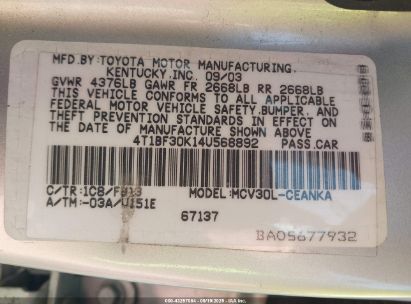 MFD.BY:TOYOTA MOTOR MANUFACTURING,
KENTUCKY,INC. 09/03
GVWR 4376LB GAWR FR 2668LB RR 2668LB
THIS VEHICLE CONFORMS TO ALL APPLICABLE
FEDERAL MOTOR VEHICLE SAFETY,BUMPER, AND
THEFT PREVENTION STANDARDS IN EFFECT ON
THE DATE OF MANUFACTURE SHOWN ABOVE.
4T1BF30K14U568892 PASS.CAR
C/TR:1C8/FB13 MODEL:MCV30L-CEANKA
A/TM:-03A/U151E
67137
BA05677932